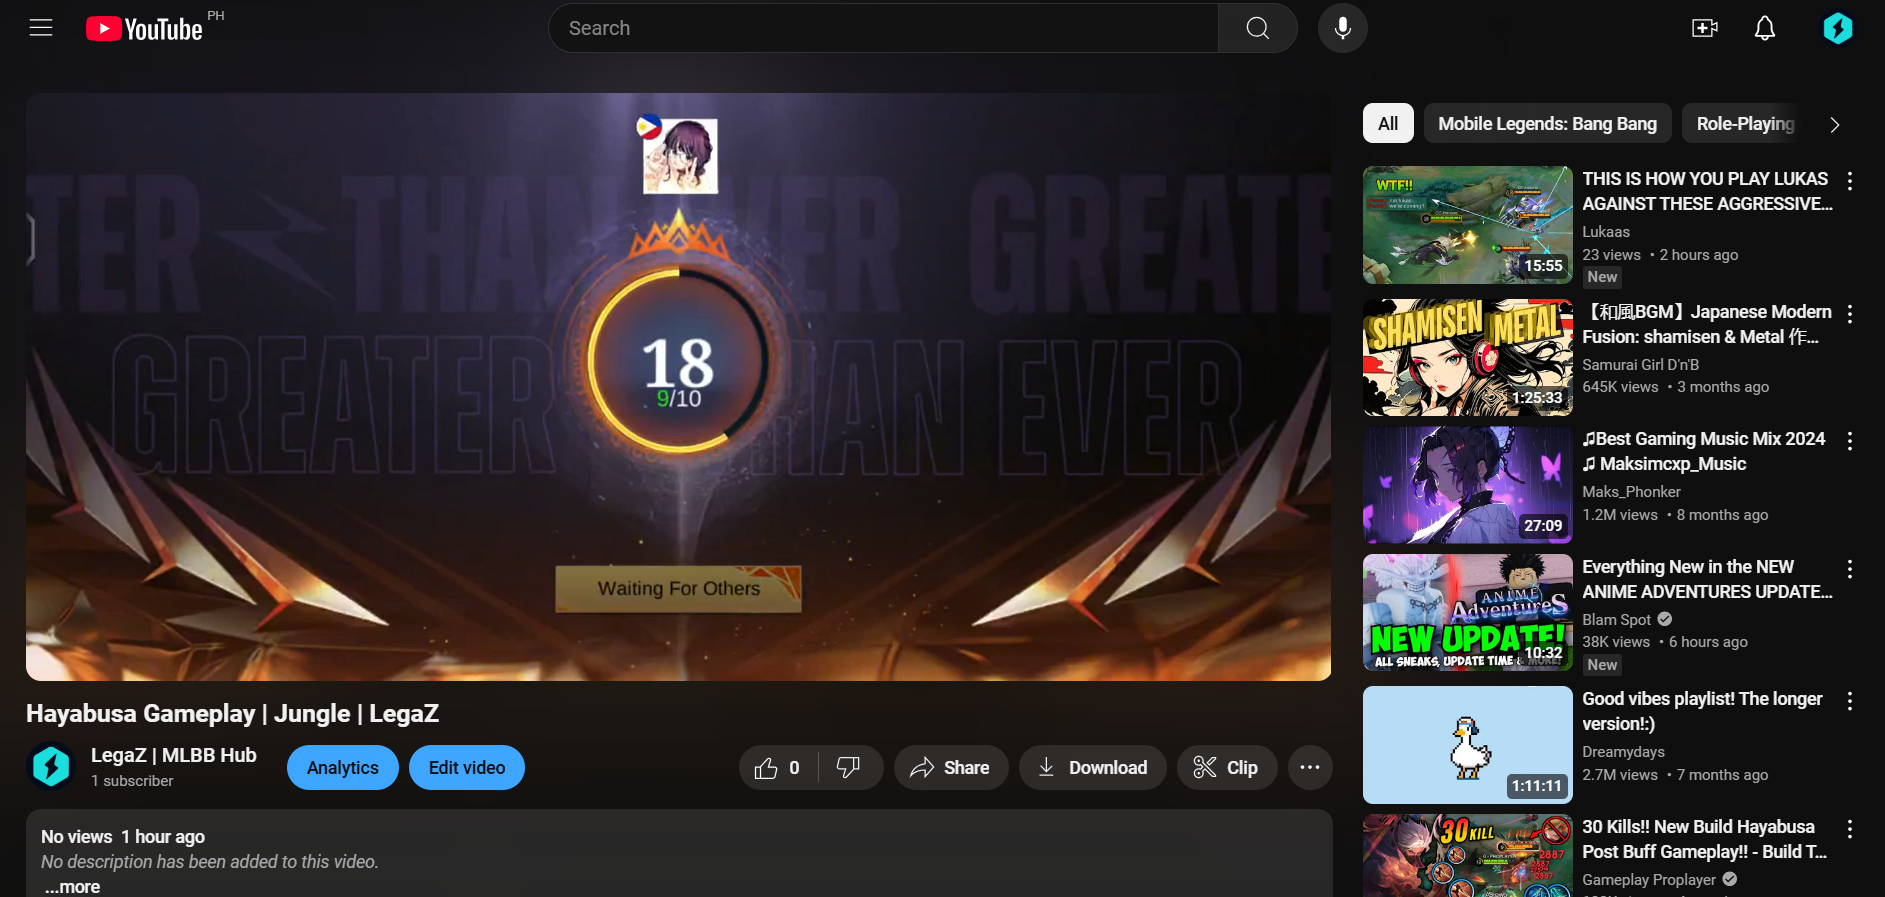 YouTube PH
Search
TER THAN EVER GREATE
GREATER THAN EVER
18
9/10
Waiting For Others
Hayabusa Gameplay | Jungle | LegaZ
LegaZ | MLBB Hub
1 subscriber
Analytics
Edit video
0
Share
Download
Clip
No views 1 hour ago
No description has been added to this video.
...more
All
Mobile Legends: Bang Bang
Role-Playing
WTF!!
15:55
THIS IS HOW YOU PLAY LUKAS
AGAINST THESE AGGRESSIVE...
Lukaas
23 views • 2 hours ago
New
SHAMISEN METAL
1:25:33
【和風BGM】Japanese Modern
Fusion: shamisen & Metal 作...
Samurai Girl D'n'B
645K views • 3 months ago
27:09
♫Best Gaming Music Mix 2024
♫ Maksimcxp_Music
Maks_Phonker
1.2M views • 8 months ago
ANIME
AdventureS
NEW UPDATE!
ALL SNEAKS, UPDATE TIME & MORE!
10:32
Everything New in the NEW
ANIME ADVENTURES UPDATE...
Blam Spot
38K views • 6 hours ago
New
1:11:11
Good vibes playlist! The longer
version!:)
Dreamydays
2.7M views • 7 months ago
30 KILL
2887
30 Kills!! New Build Hayabusa
Post Buff Gameplay!! - Build T...
Gameplay Proplayer